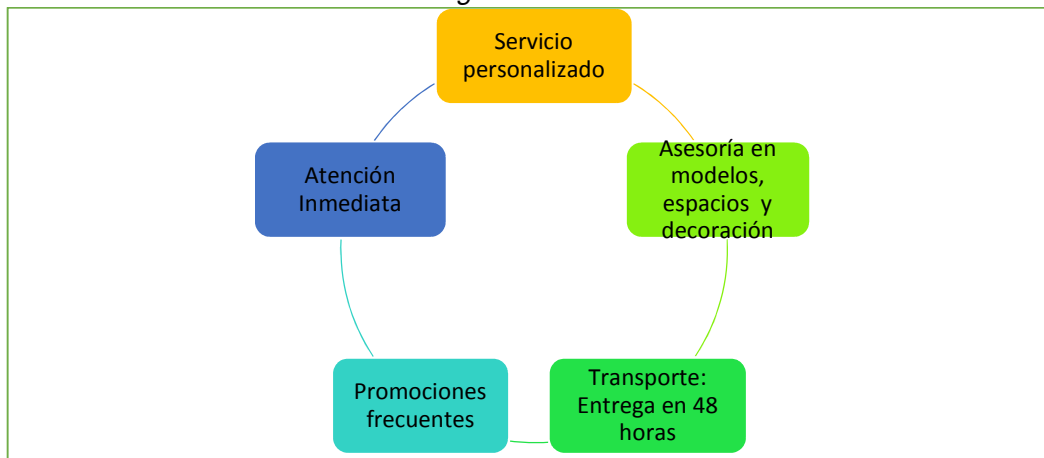 Servicio
personalizado
Asesoría en
modelos,
espacios y
decoración
Transporte:
Entrega en 48
horas
Promociones
frecuentes
Atención
Inmediata